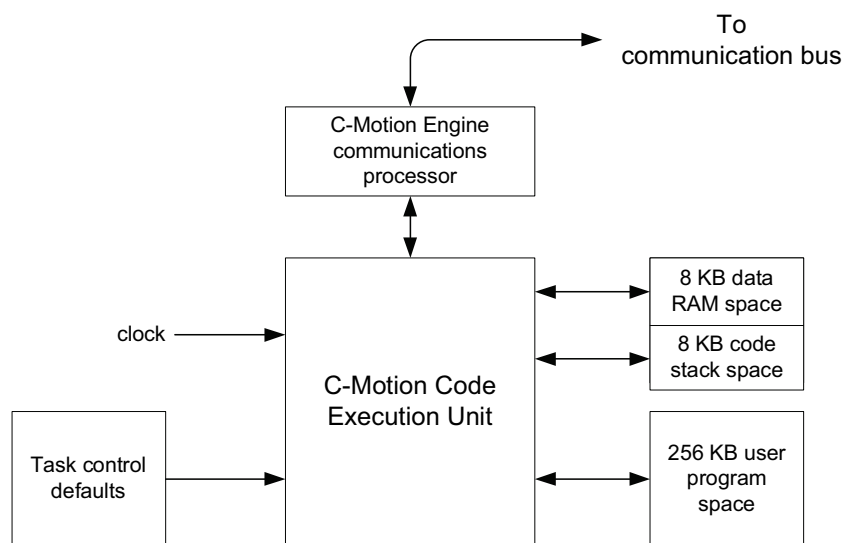 To
communication bus
C-Motion Engine
communications
processor
8 KB data
RAM space
clock
8 KB code
stack space
C-Motion Code
Execution Unit
Task control
defaults
256 KB user
program
space